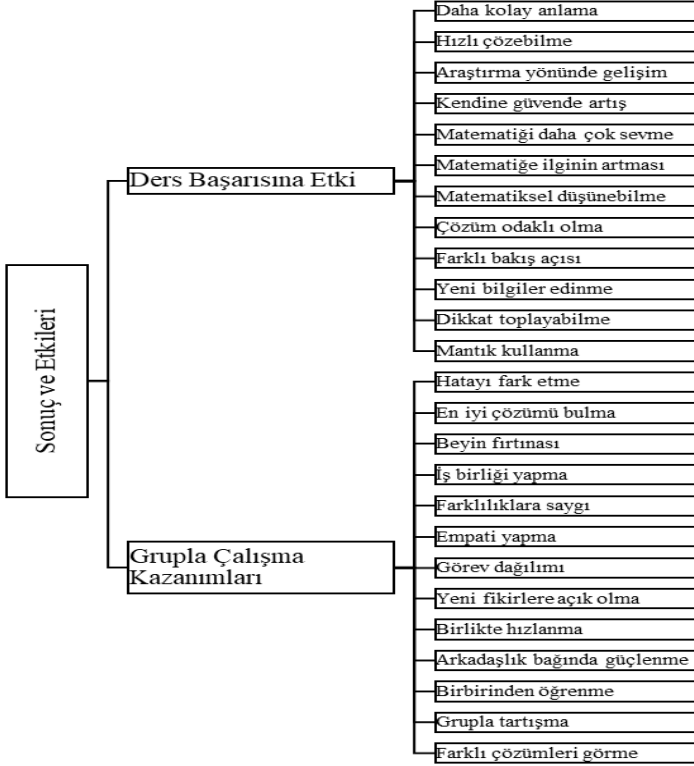 Sonuç ve Etkileri
Ders Başarısına Etki
Daha kolay anlama
Hızlı çözebilme
Araştırma yönünde gelişim
Kendine güvende artış
Matematiği daha çok sevme
Matematiğe ilginin artması
Matematiksel düşünebilme
Çözüm odaklı olma
Farklı bakış açısı
Yeni bilgiler edinme
Dikkat toplayabilme
Mantık kullanma
Grupla Çalışma
Kazanımları
Hatayı fark etme
En iyi çözümü bulma
Beyin fırtınası
İş birliği yapma
Farklılıklara saygı
Empati yapma
Görev dağılımı
Yeni fikirlere açık olma
Birlikte hızlanma
Arkadaşlık bağında güçlenme
Birbirinden öğrenme
Grupla tartışma
Farklı çözümleri görme